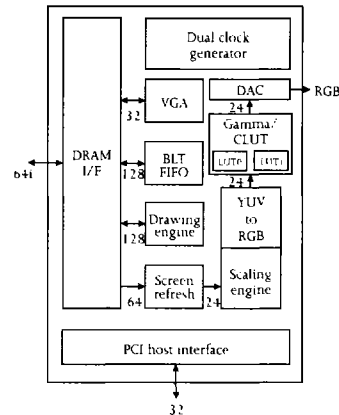 Dual clock
generator
DAC
RGB
24
VGA
32
Gamma/
CLUT
LUT0
LUT1
DRAM
I/F
64
BLT
FIFO
128
24
YUV
to
RGB
Drawing
engine
128
Screen
refresh
64
24
Scaling
engine
PCI host interface
32